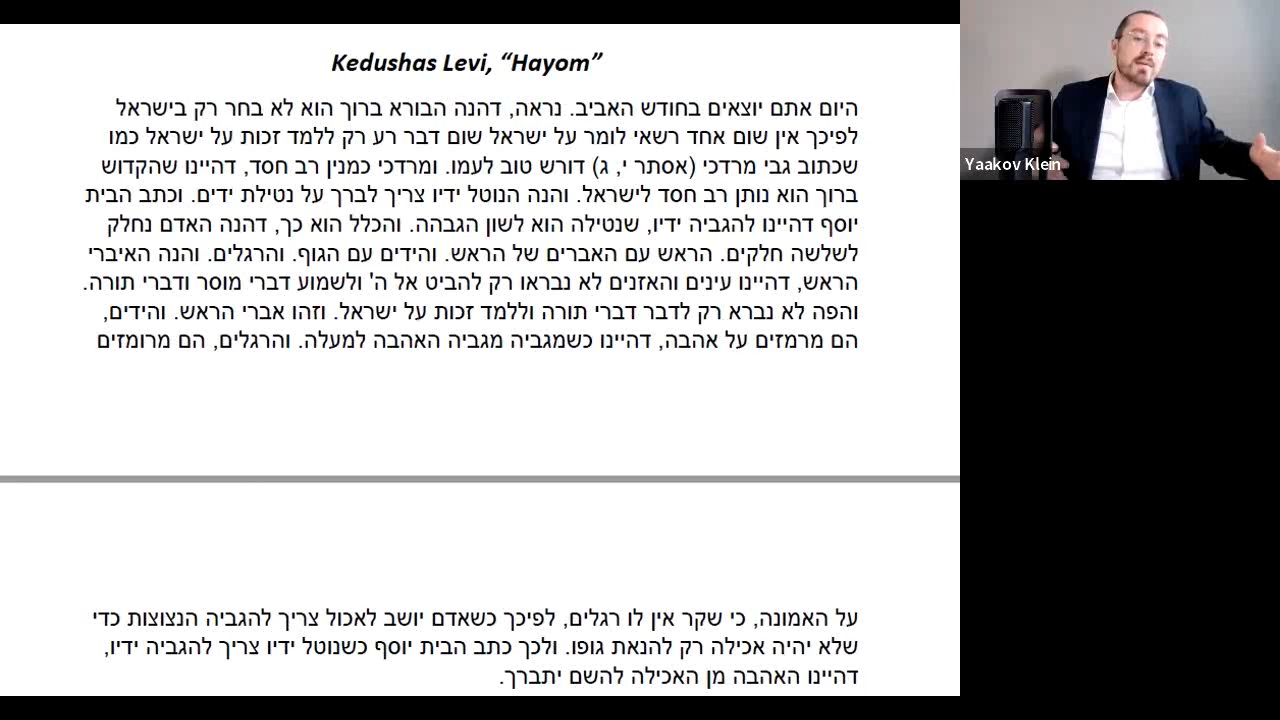 Kedushas Levi, “Hayom”
היום אתם יוצאים בחודש האביב. נראה, דהנה הבורא ברוך הוא לא בחר רק בישראל
לפיכך אין שום אחד רשאי לומר על ישראל שום דבר רע רק ללמד זכות על ישראל כמו
שכתוב גבי מרדכי (אסתר י, ג) דורש טוב לעמו. ומרדכי כמנין רב חסד, דהיינו שהקדוש
ברוך הוא נותן רב חסד לישראל. והנה הנוטל ידיו צריך לברך על נטילת ידים. וכתב הבית
יוסף דהיינו להגביה ידיו, שנטילה הוא לשון הגבהה. והכלל הוא כך, דהנה האדם נחלק
לשלשה חלקים. הראש עם האברים של הראש. והידים עם הגוף. והרגלים. והנה האיברי
הראש, דהיינו עינים והאזנים לא נבראו רק להביט אל ה' ולשמוע דברי מוסר ודברי תורה.
והפה לא נברא רק לדבר דברי תורה וללמד זכות על ישראל. וזהו אברי הראש. והידים,
הם מרמזים על אהבה, דהיינו כשמגביה מגביה האהבה למעלה. והרגלים, הם מרומזים
על האמונה, כי שקר אין לו רגלים, לפיכך כשאדם יושב לאכול צריך להגביה הנצוצות כדי
שלא יהיה אכילה רק להנאת גופו. ולכך כתב הבית יוסף כשנוטל ידיו צריך להגביה ידיו,
דהיינו האהבה מן האכילה להשם יתברך.
Yaakov Klein